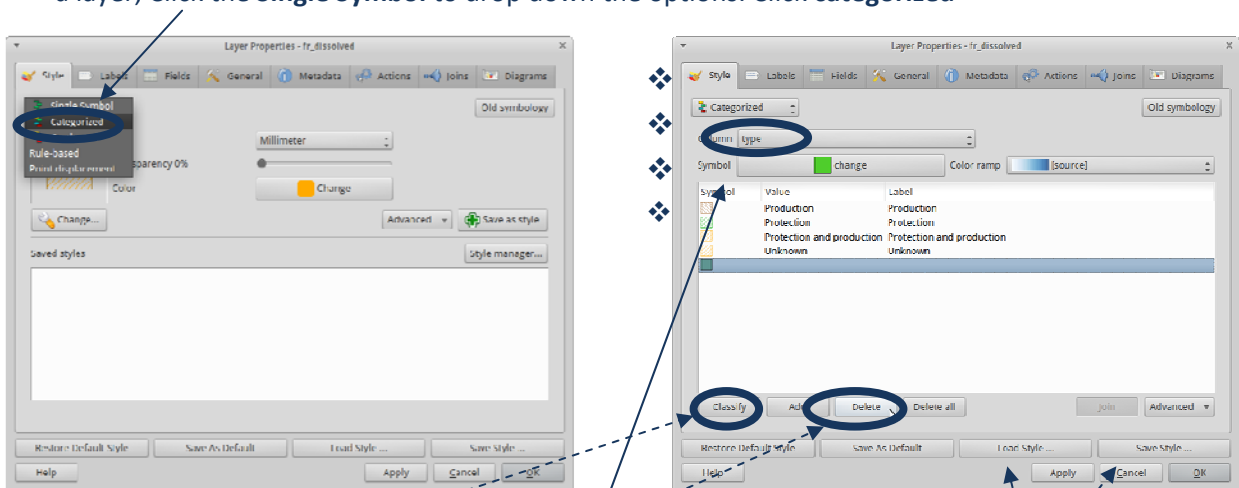 a layer, click the Single Symbol to drop down the options. Click Categorized
Layer Properties - fr_dissolved
Style Labels Fields General Metadata Actions Joins Diagrams
Single Symbol
Categorized
Rule-based
Point displacement
Old symbology
Millimeter
sparency 0%
Color Change
Change... Advanced Save as style
Saved styles Style manager...
Restore Default Style Save As Default Load Style ... Save Style ...
Help Apply Cancel OK
Layer Properties - fr_dissolved
Style Labels Fields General Metadata Actions Joins Diagrams
Categorized Old symbology
Column type
Symbol change Color ramp [source]
Symbol Value Label
Production Production
Protection Protection
Protection and production Protection and production
Unknown Unknown
Classify Delete Delete all Join Advanced
Restore Default Style Save As Default Load Style ... Save Style ...
Help Apply Cancel OK